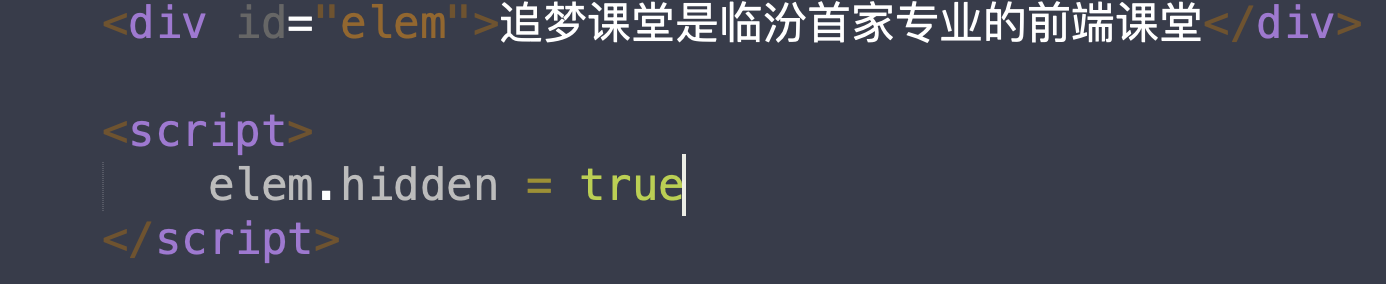 <div id="elem">追梦课堂是临汾首家专业的前端课堂</div>
<script>
elem.hidden = true
</script>